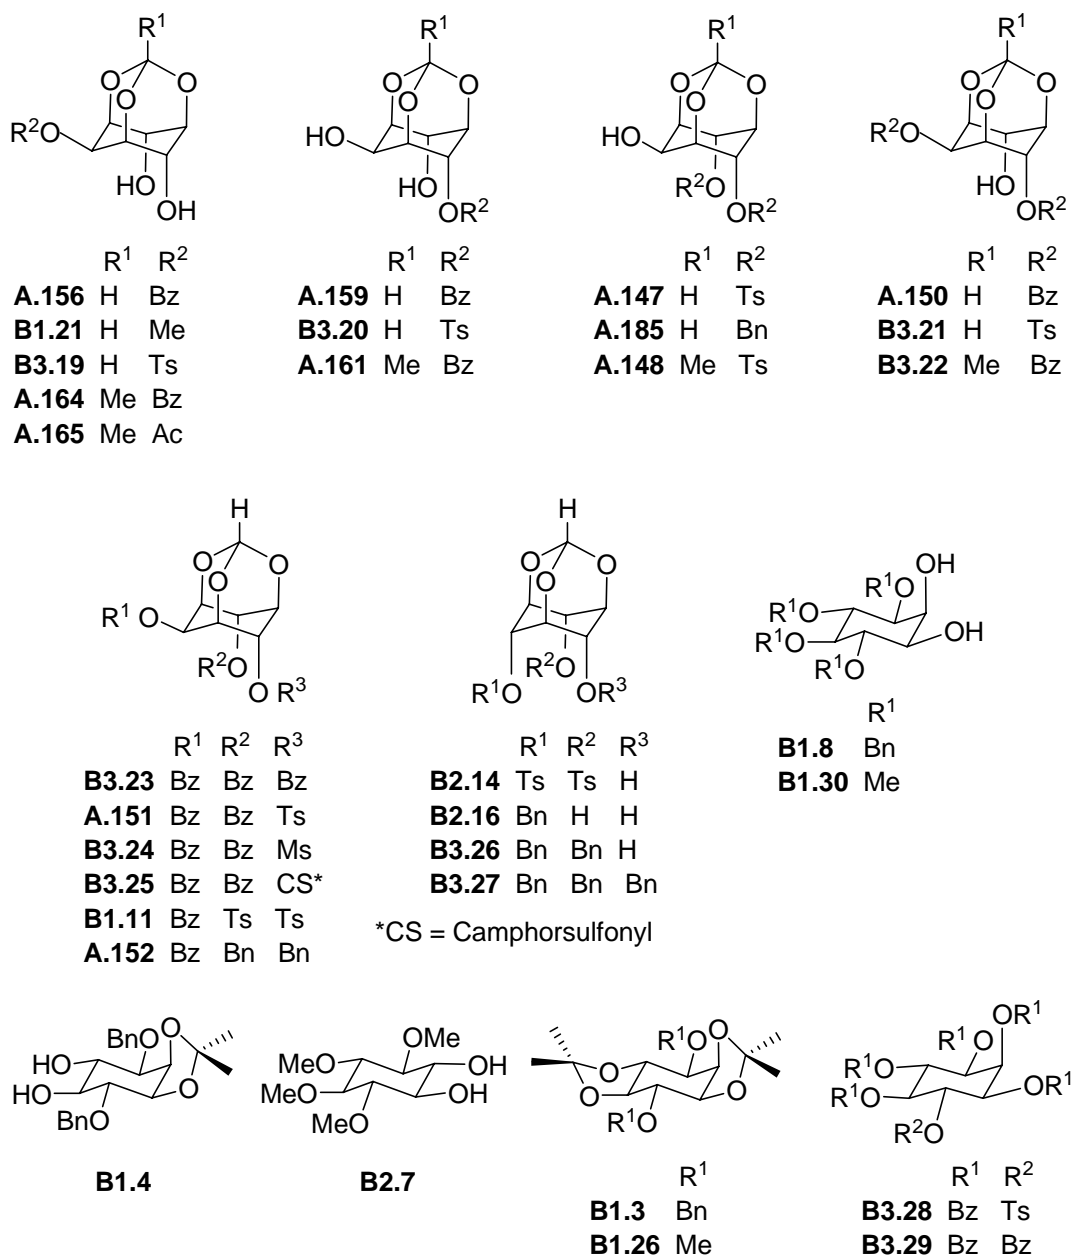 R¹ R¹ R¹ R¹
O O O O O O O O
O O O O
R²O HO HO R²O
HO HO R²O HO
OH OR² OR² OR²
R¹ R² R¹ R² R¹ R² R¹ R²
A.156 H Bz A.159 H Bz A.147 H Ts A.150 H Bz
B1.21 H Me B3.20 H Ts A.185 H Bn B3.21 H Ts
B3.19 H Ts A.161 Me Bz A.148 Me Ts B3.22 Me Bz
A.164 Me Bz
A.165 Me Ac
H H
O O O O OH
O O R¹O
R¹ O R¹O
R¹O OH
R²O R²O R¹O
R¹O OR³
O R³
R¹
R¹ R² R³ R¹ R² R³ B1.8 Bn
B3.23 Bz Bz Bz B2.14 Ts Ts H B1.30 Me
A.151 Bz Bz Ts B2.16 Bn H H
B3.24 Bz Bz Ms B3.26 Bn Bn H
B3.25 Bz Bz CS* B3.27 Bn Bn Bn
B1.11 Bz Ts Ts *CS = Camphorsulfonyl
A.152 Bz Bn Bn
BnO O OMe R¹O O OR¹
R¹O
HO MeO OH O R¹O
HO O MeO O O R¹O OR¹
BnO MeO OH R¹O R²O
B1.4 B2.7 R¹ R¹ R²
B1.3 Bn B3.28 Bz Ts
B1.26 Me B3.29 Bz Bz